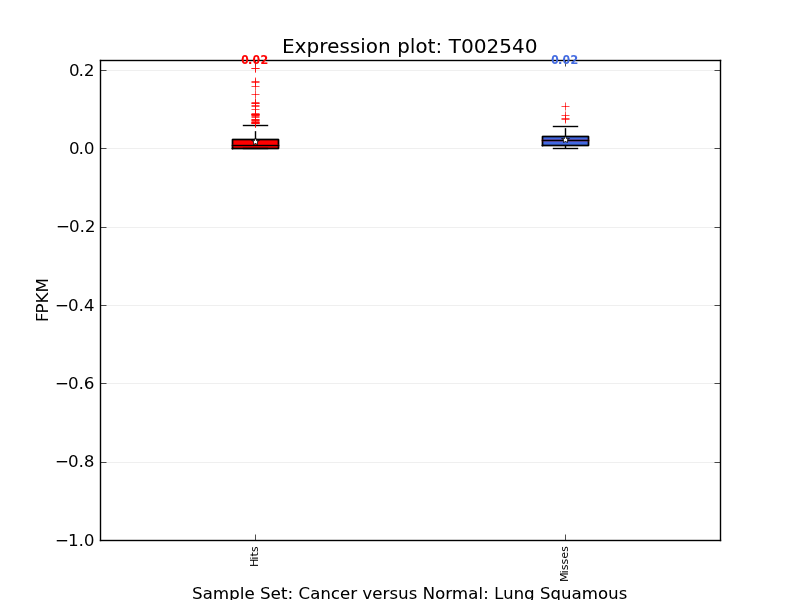 Expression plot: T002540
0.02 0.02
0.2
0.0
−0.2
−0.4
−0.6
−0.8
−1.0
FPKM
Hits Misses
Sample Set: Cancer versus Normal: Lung Squamous